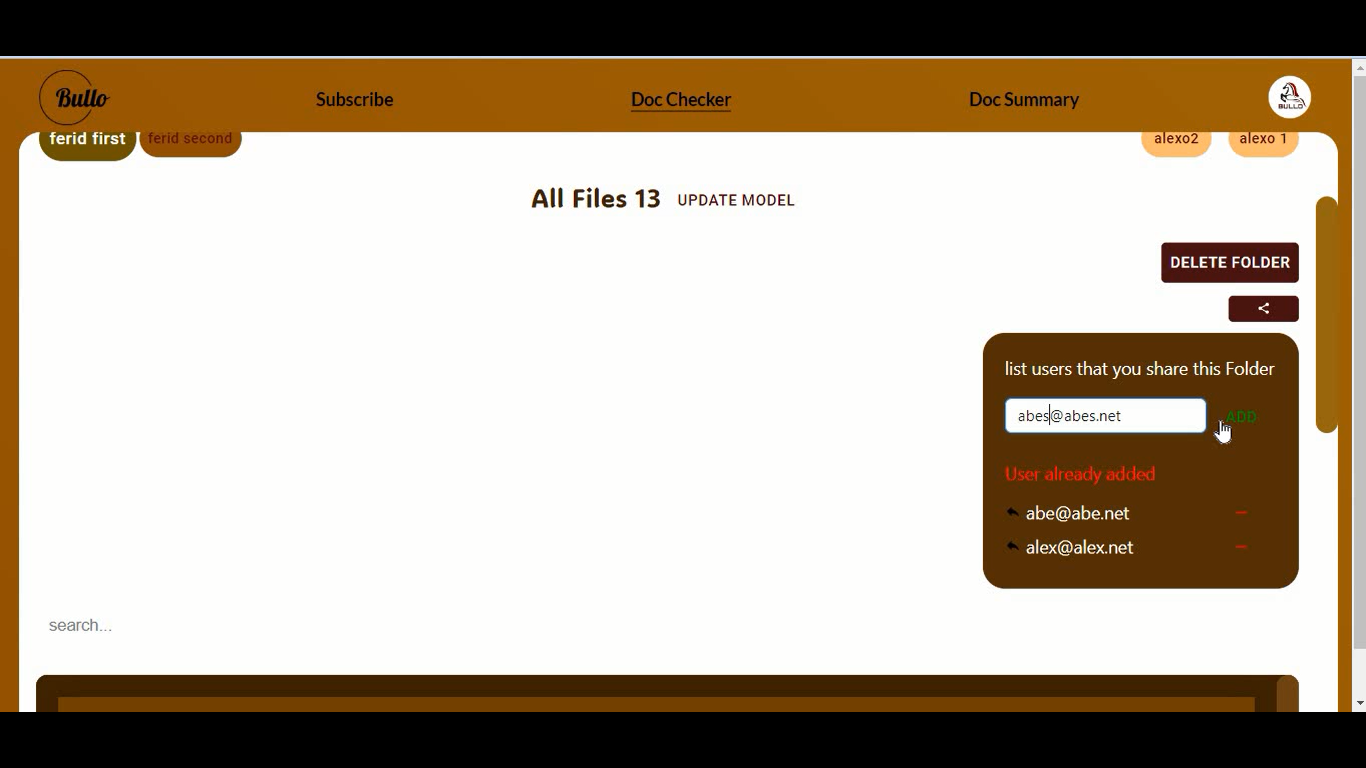 Bullo Subscribe Doc Checker Doc Summary BULLO
ferid first ferid second alexo2 alexo 1
All Files 13 UPDATE MODEL
DELETE FOLDER
list users that you share this Folder
abes@abes.net ADD
User already added
abe@abe.net
alex@alex.net
search...